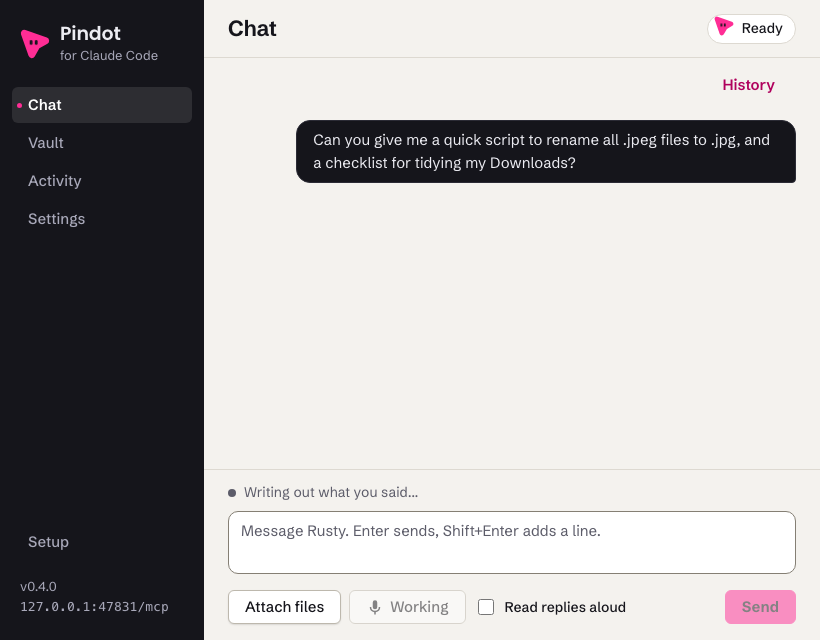 Pindot
for Claude Code
Chat
Vault
Activity
Settings
Setup
v0.4.0
127.0.0.1:47831/mcp
Chat
Ready
History
Can you give me a quick script to rename all .jpeg files to .jpg, and
a checklist for tidying my Downloads?
Writing out what you said…
Message Rusty. Enter sends, Shift+Enter adds a line.
Attach files
Working
Read replies aloud
Send